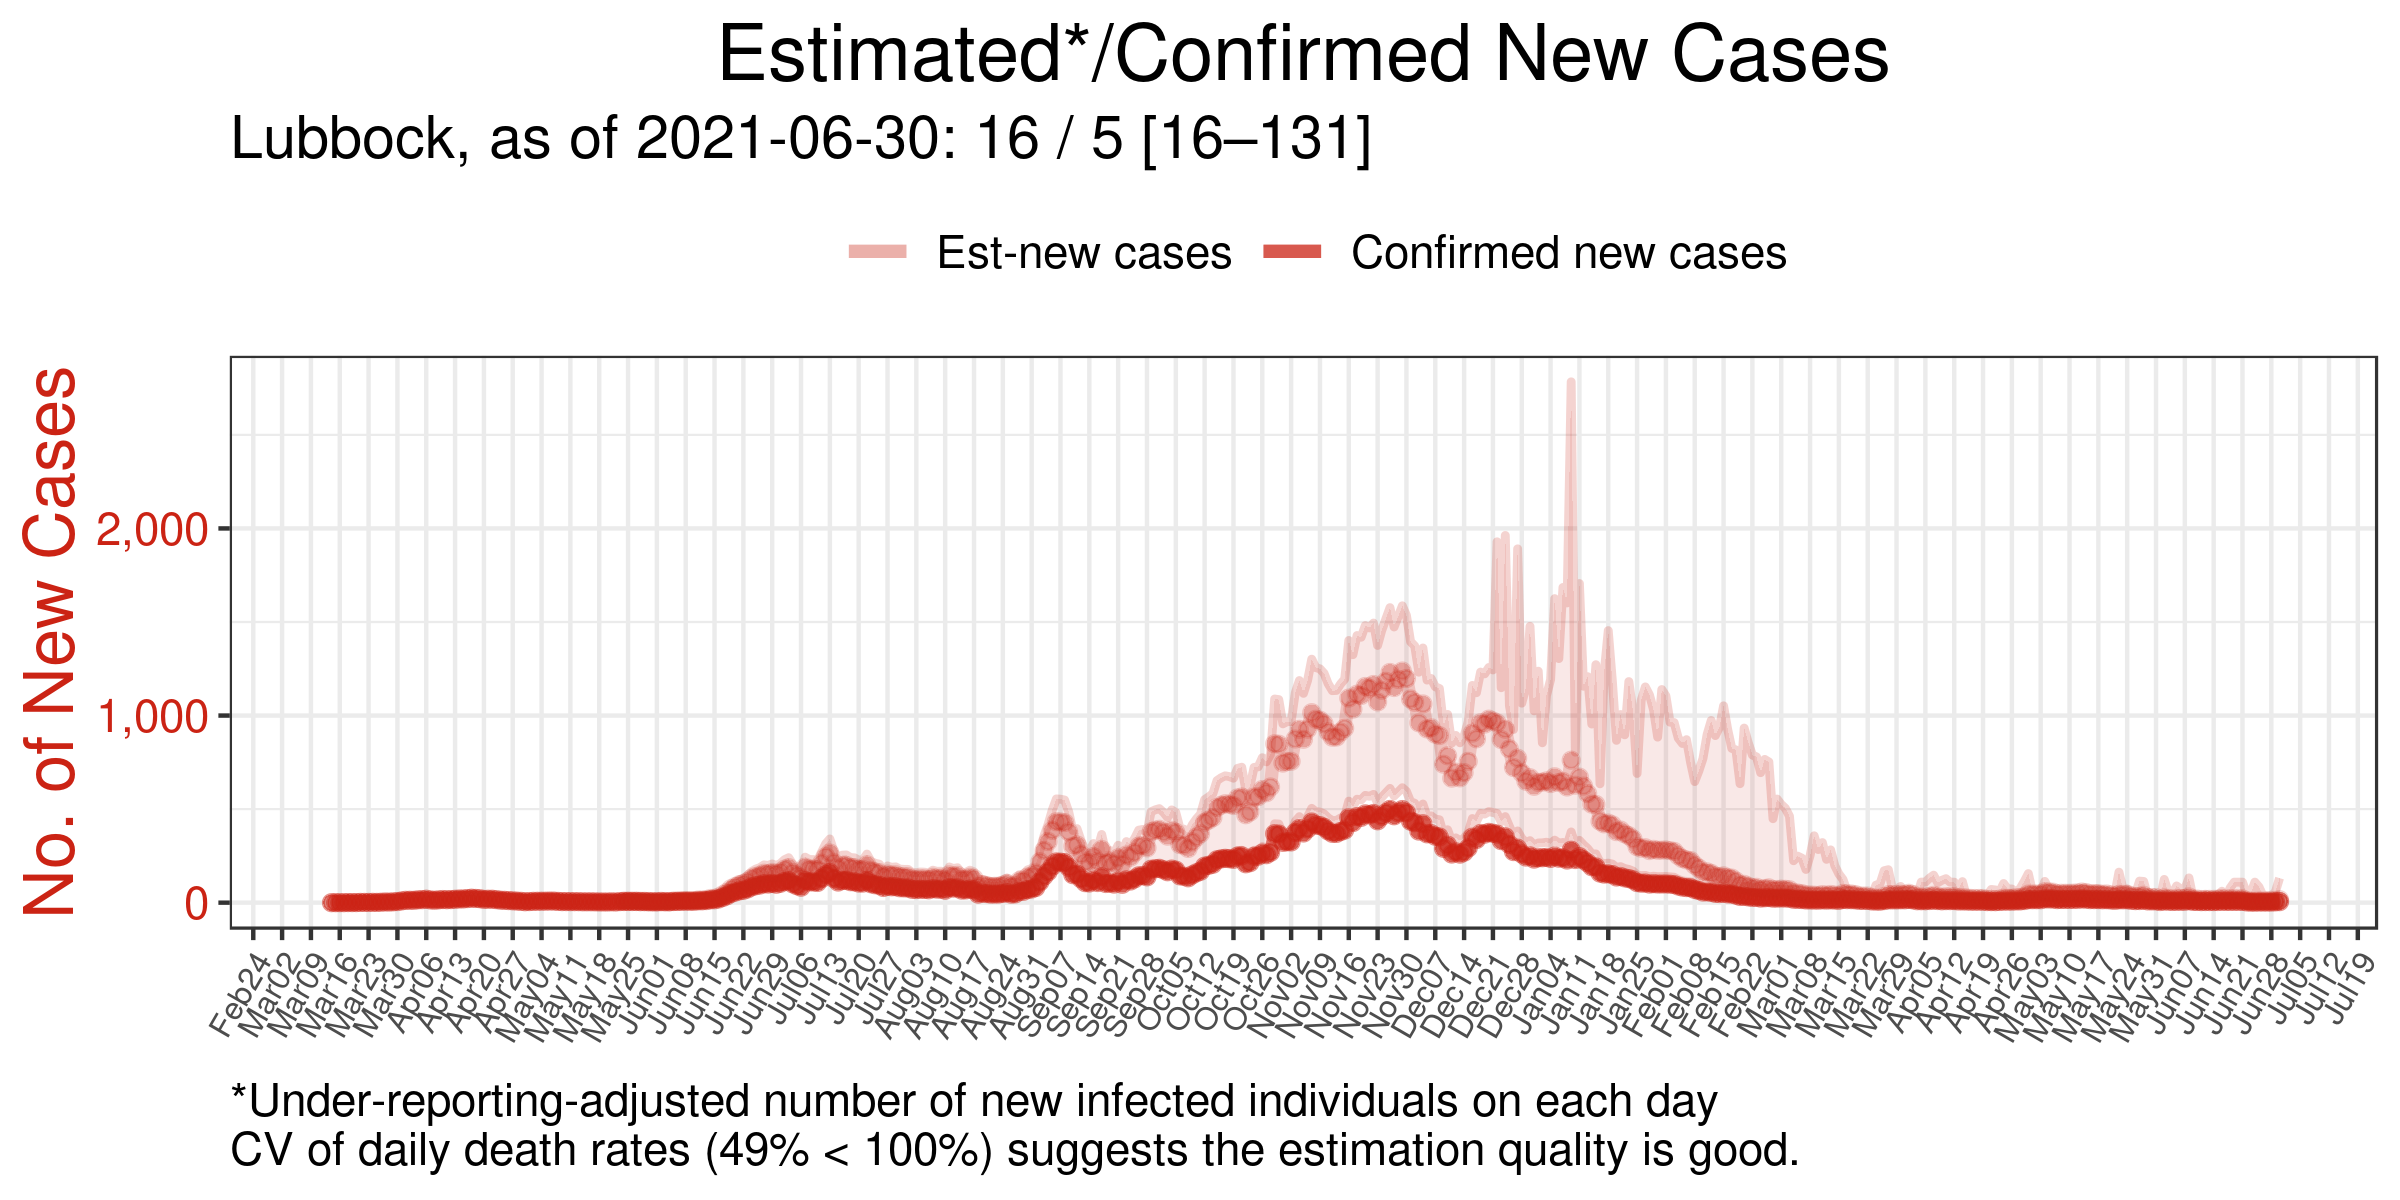 Estimated*/Confirmed New Cases
Lubbock, as of 2021-06-30: 16 / 5 [16–131]
Est-new cases Confirmed new cases
No. of New Cases
2,000
1,000
0
Feb24 Mar02 Mar09 Mar16 Mar23 Mar30 Apr06 Apr13 Apr20 Apr27 May04 May11 May18 May25 Jun01 Jun08 Jun15 Jun22 Jun29 Jul06 Jul13 Jul20 Jul27 Aug03 Aug10 Aug17 Aug24 Aug31 Sep07 Sep14 Sep21 Sep28 Oct05 Oct12 Oct19 Oct26 Nov02 Nov09 Nov16 Nov23 Nov30 Dec07 Dec14 Dec21 Dec28 Jan04 Jan11 Jan18 Jan25 Feb01 Feb08 Feb15 Feb22 Mar01 Mar08 Mar15 Mar22 Mar29 Apr05 Apr12 Apr19 Apr26 May03 May10 May17 May24 May31 Jun07 Jun14 Jun21 Jun28 Jul05 Jul12 Jul19
*Under-reporting-adjusted number of new infected individuals on each day
CV of daily death rates (49% < 100%) suggests the estimation quality is good.